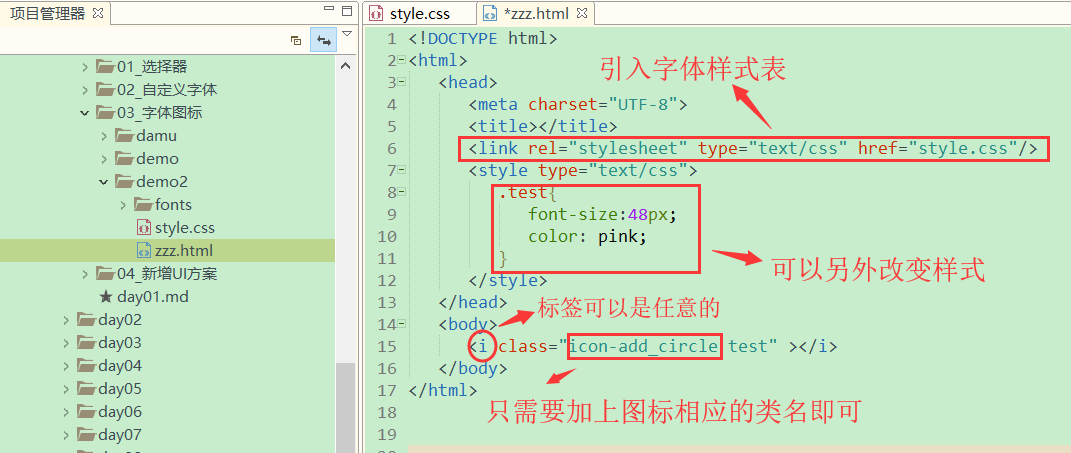 项目管理器
style.css
*zzz.html
01_选择器
02_自定义字体
03_字体图标
damu
demo
demo2
fonts
style.css
zzz.html
04_新增UI方案
day01.md
day02
day03
day04
day05
day06
day07
1 <!DOCTYPE html>
2 <html>
3 <head>
4 <meta charset="UTF-8">
5 <title></title>
6 <link rel="stylesheet" type="text/css" href="style.css"/>
7 <style type="text/css">
8 .test{
9 font-size:48px;
10 color: pink;
11 }
12 </style>
13 </head>
14 <body>
15 <i class="icon-add_circle test" ></i>
16 </body>
17 </html>
18
19
引入字体样式表
可以另外改变样式
标签可以是任意的
只需要加上图标相应的类名即可